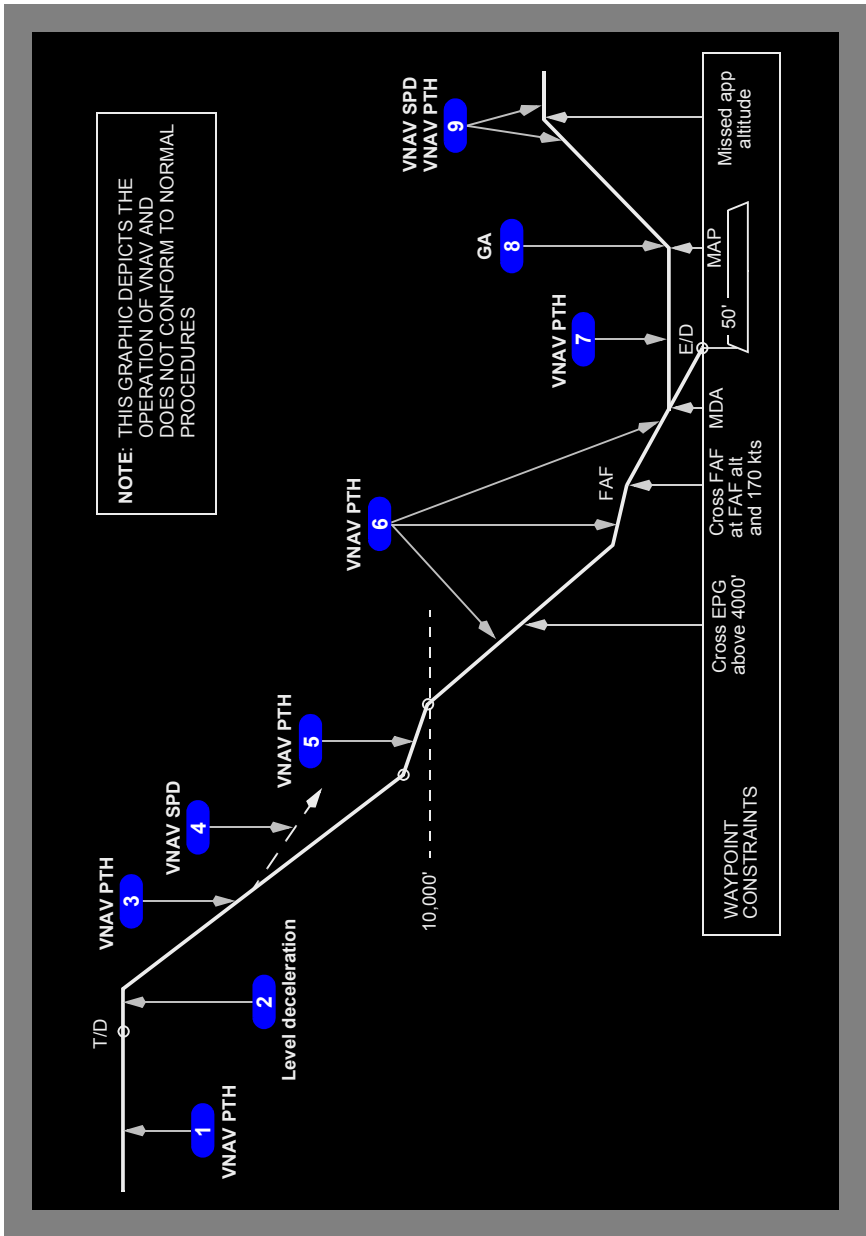 NOTE: THIS GRAPHIC DEPICTS THE
OPERATION OF VNAV AND
DOES NOT CONFORM TO NORMAL
PROCEDURES
T/D
1
VNAV PTH
2
Level deceleration
VNAV PTH
3
VNAV SPD
4
VNAV PTH
5
10,000'
VNAV PTH
6
FAF
VNAV PTH
7
E/D
GA
8
VNAV SPD
VNAV PTH
9
WAYPOINT
CONSTRAINTS
Cross EPG
above 4000'
Cross FAF
at FAF alt
and 170 kts
MDA
50'
MAP
Missed app
altitude